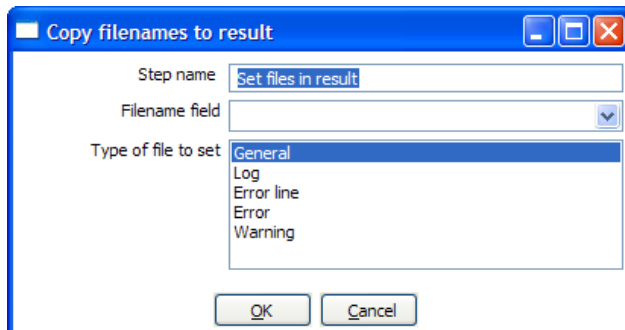 Copy filenames to result
Step name Set files in result
Filename field
Type of file to set General
Log
Error line
Error
Warning
OK Cancel